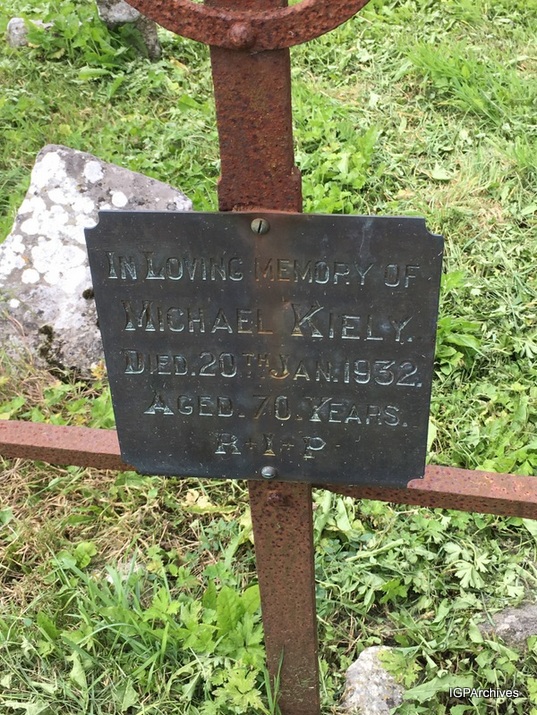 IN LOVING MEMORY OF
MICHAEL KIELY.
DIED. 20TH JAN. 1932.
AGED. 70. YEARS.
R+I+P
IGPArchives